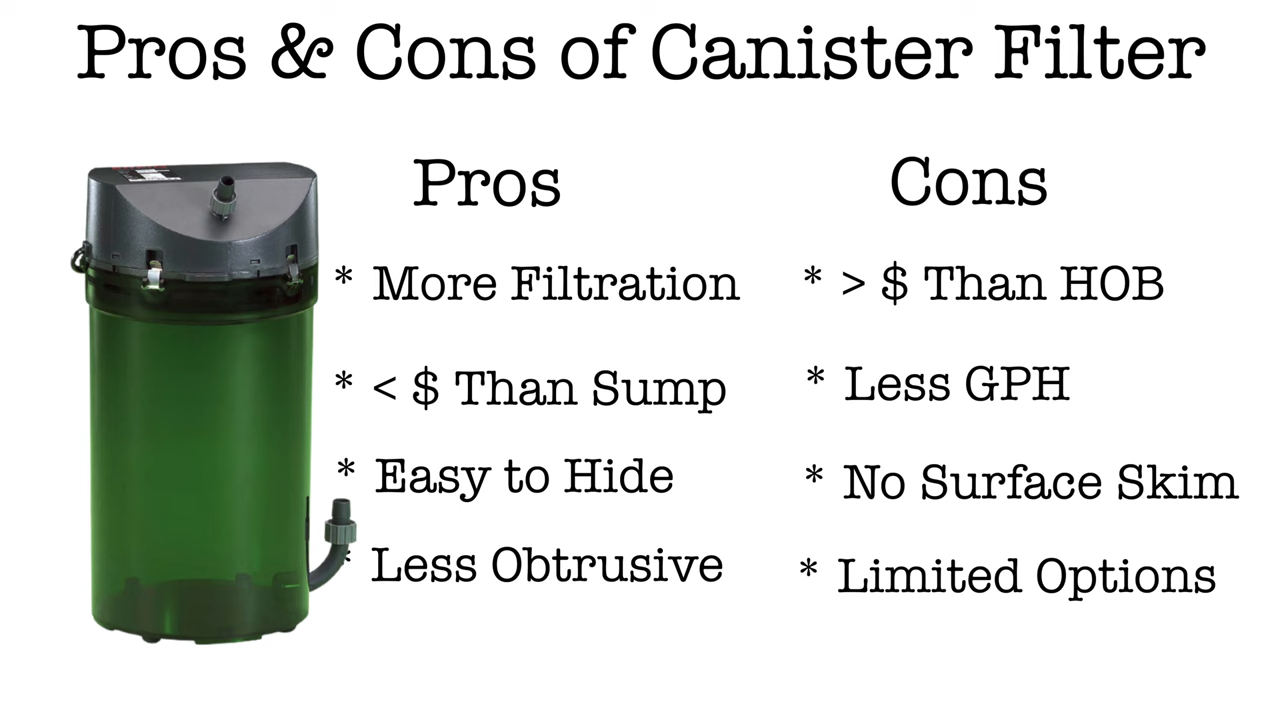 Pros & Cons of Canister Filter
Pros
* More Filtration
* < $ Than Sump
* Easy to Hide
* Less Obtrusive
Cons
* > $ Than HOB
* Less GPH
* No Surface Skim
* Limited Options